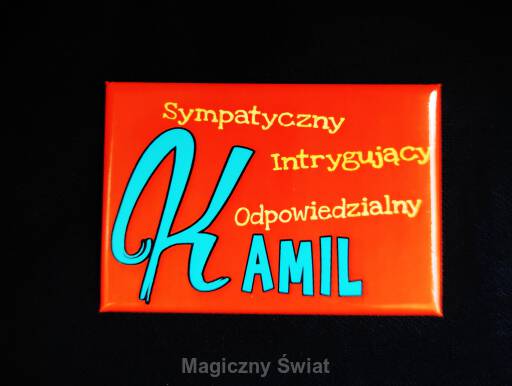 Sympatyczny
Intrygujący
Odpowiedzialny
KAMIL
Magiczny Świat